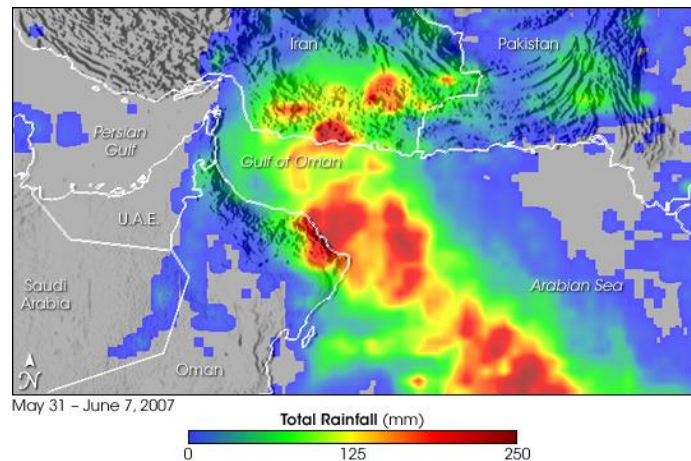 Iran
Pakistan
Persian
Gulf
Gulf of Oman
U.A.E.
Saudi
Arabia
Arabian Sea
Oman
N
May 31 – June 7, 2007
Total Rainfall (mm)
0 125 250